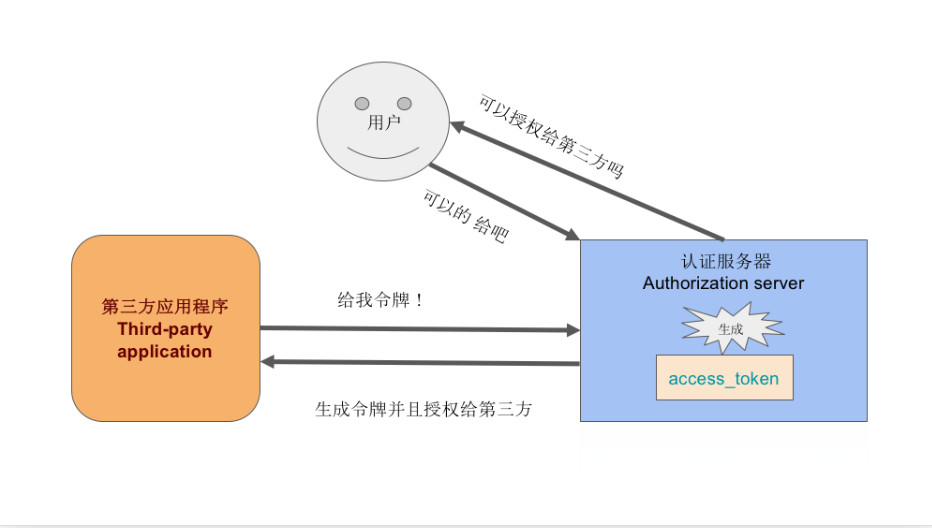 用户
可以授权给第三方吗
可以的 给吧
认证服务器
Authorization server
生成
access_token
第三方应用程序
Third-party
application
给我令牌！
生成令牌并且授权给第三方